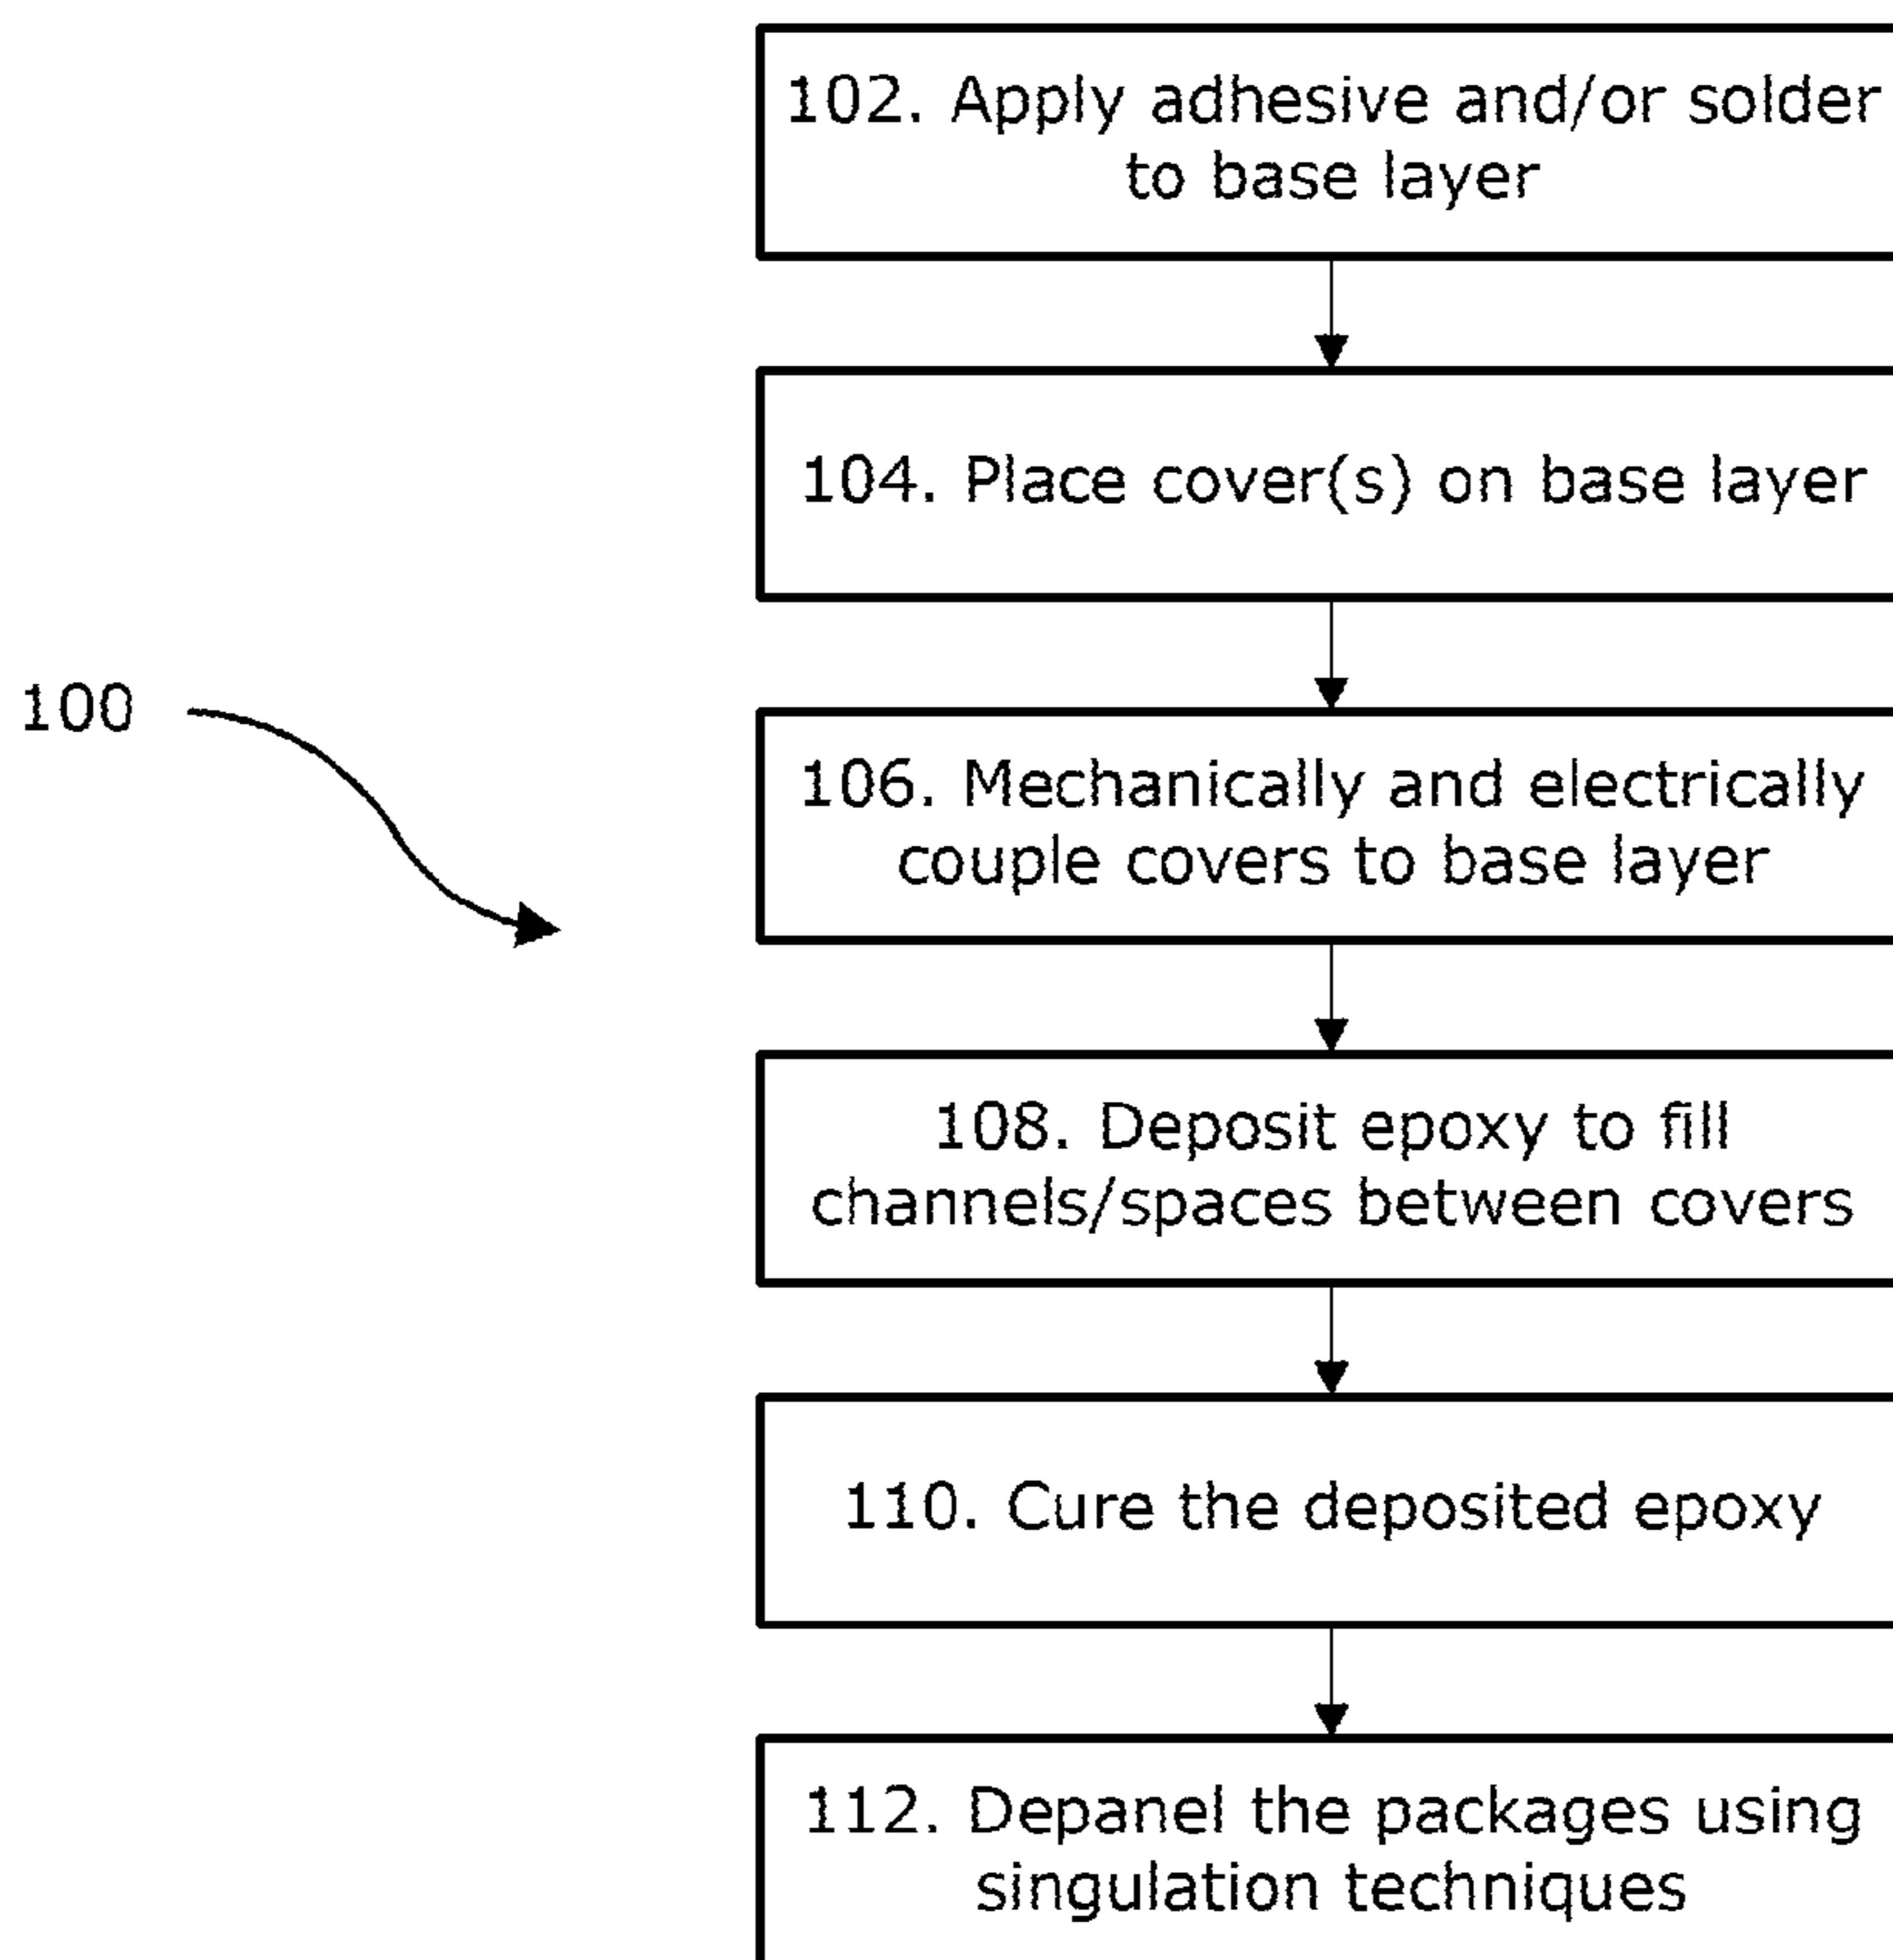 102. Apply adhesive and/or solder
to base layer
104. Place cover(s) on base layer
100
106. Mechanically and electrically
couple covers to base layer
108. Deposit epoxy to fill
channels/spaces between covers
110. Cure the deposited epoxy
112. Depanel the packages using
singulation techniques